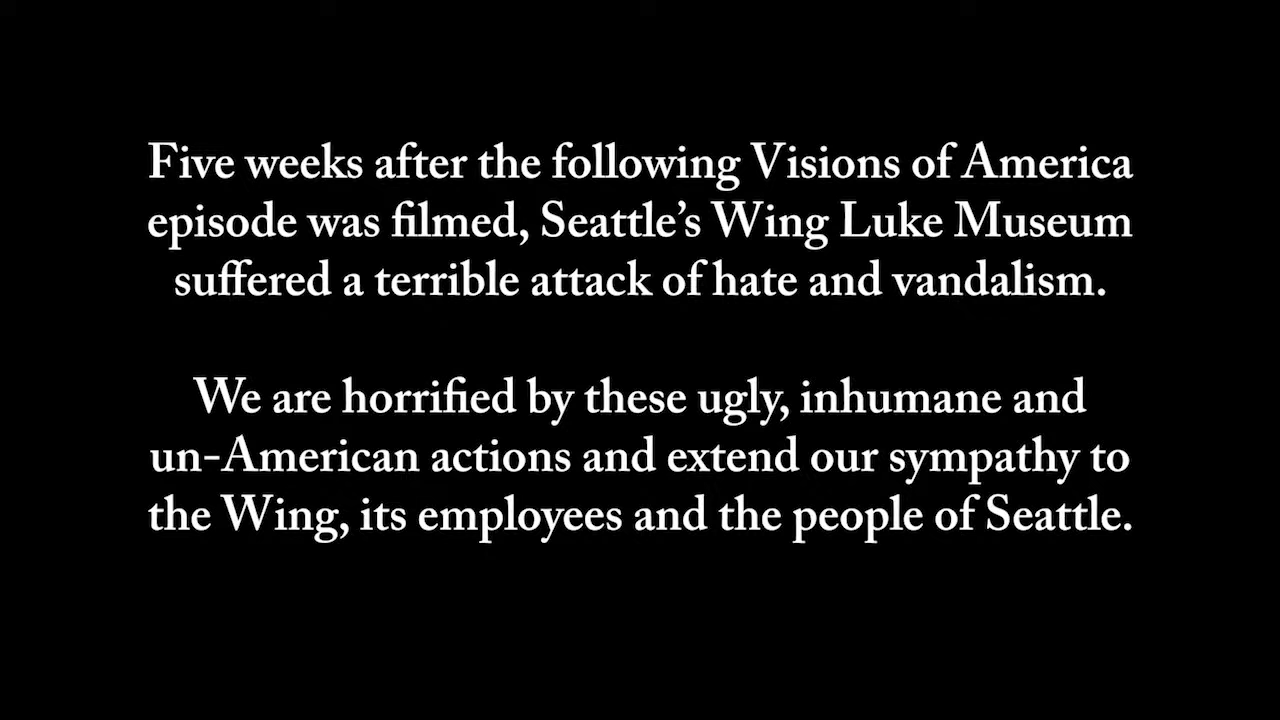 Five weeks after the following Visions of America
episode was filmed, Seattle’s Wing Luke Museum
suffered a terrible attack of hate and vandalism.
We are horrified by these ugly, inhumane and
un-American actions and extend our sympathy to
the Wing, its employees and the people of Seattle.